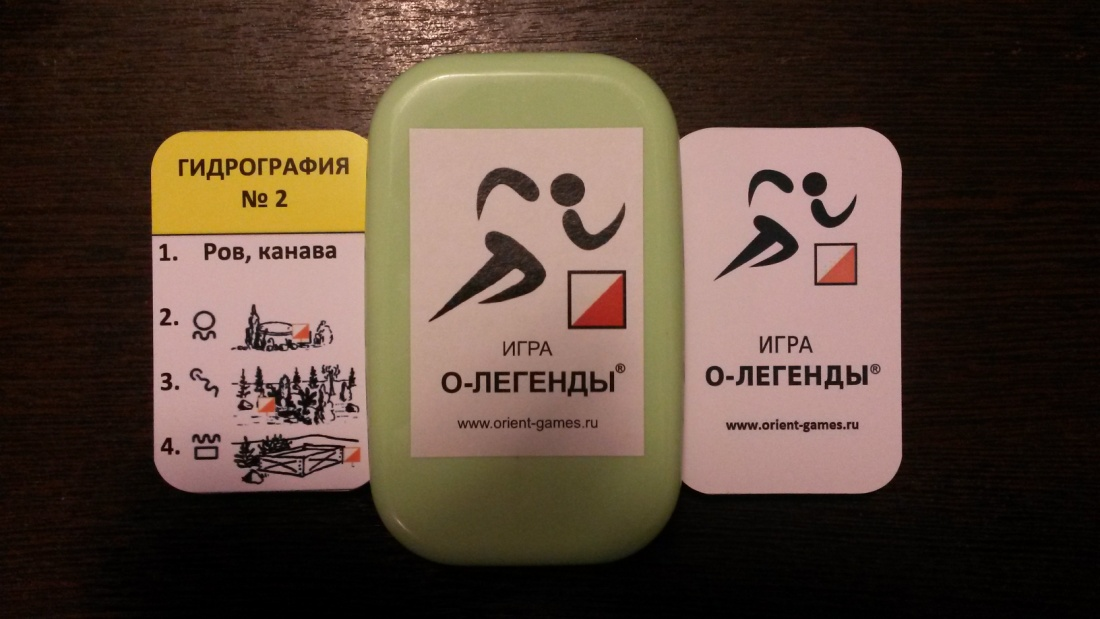 ГИДРОГРАФИЯ
№ 2
1. Ров, канава
2.
3.
4.
ИГРА
О-ЛЕГЕНДЫ®
www.orient-games.ru
ИГРА
О-ЛЕГЕНДЫ®
www.orient-games.ru